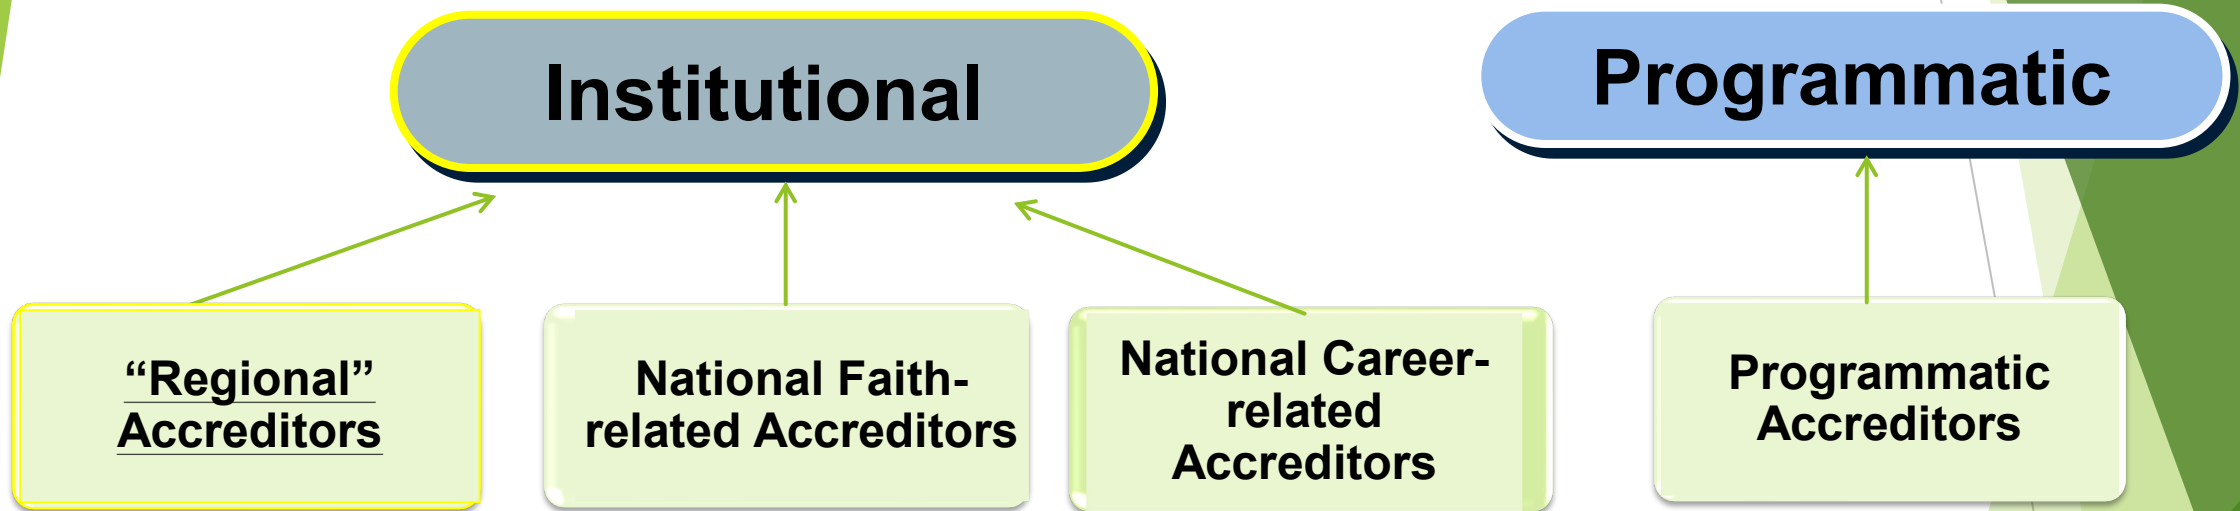 Institutional
Programmatic
“Regional”
Accreditors
National Faith-
related Accreditors
National Career-
related
Accreditors
Programmatic
Accreditors